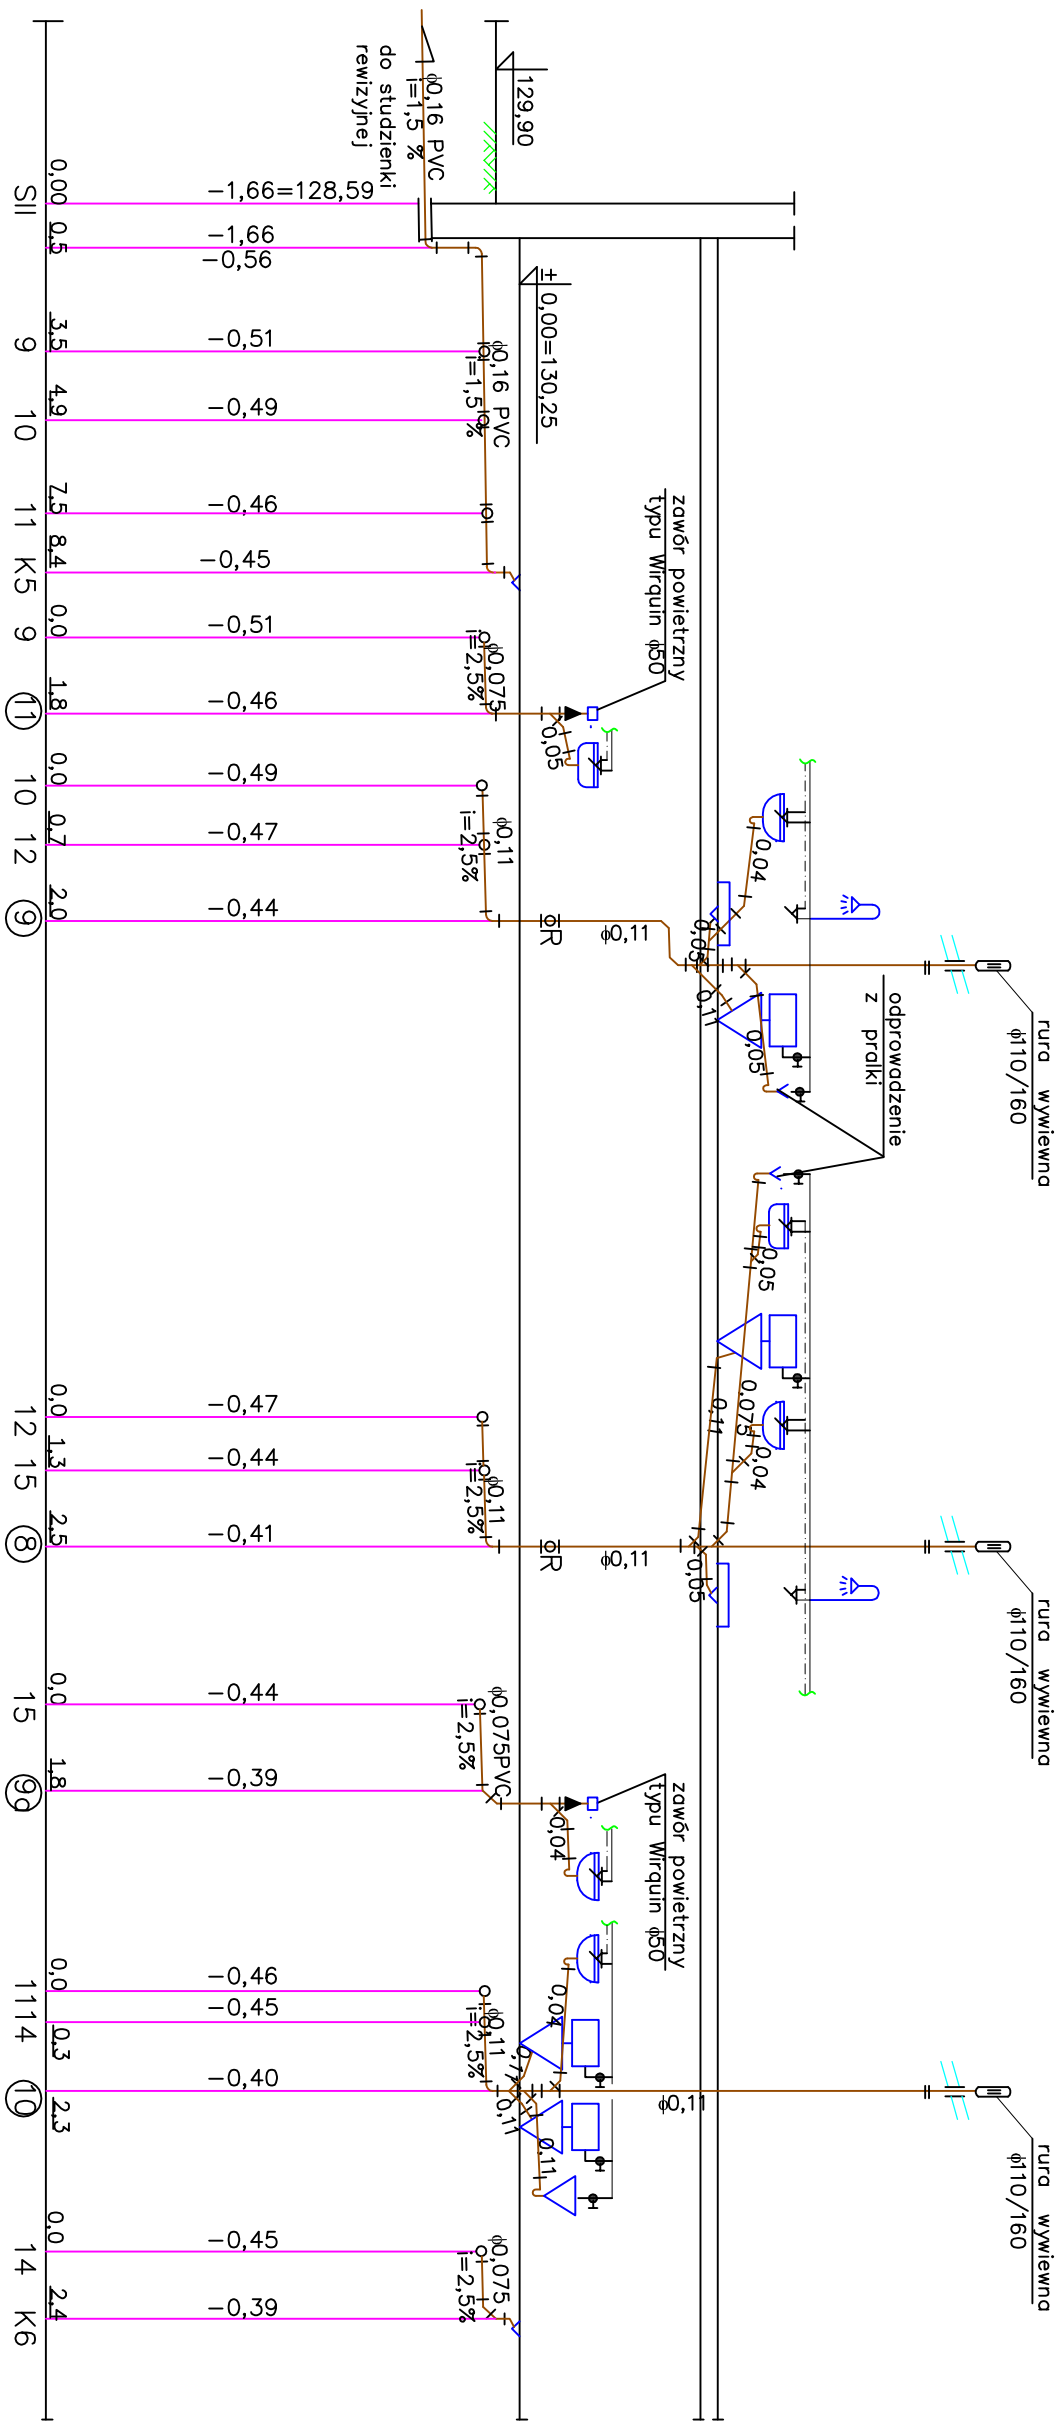 129,90
φ0,16 PVC
i=1,5 %
do studzienki
rewizyjnej
-1,66=128,59
0,00
SII
-1,66
-0,56
0,5
± 0,00=130,25
φ0,16 PVC
i=1,5 %
-0,51
3,5
9
-0,49
4,9
10
-0,46
7,5
11
-0,45
8,4
K5
zawór powietrzny
typu Wirquin φ50
φ0,075
i=2,5%
0,05
-0,51
0,0
9
-0,46
1,8
11
φ0,11
i=2,5%
-0,49
0,0
10
-0,47
0,7
12
-0,44
2,0
9
R
φ0,11
0,04
0,05
0,11
0,05
rura wywiewna
φ110/160
odprowadzenie
z pralki
0,05
0,075
0,11
0,04
0,05
rura wywiewna
φ110/160
φ0,11
R
φ0,11
i=2,5%
-0,47
0,0
12
-0,44
1,3
15
-0,41
2,5
8
zawór powietrzny
typu Wirquin φ50
φ0,075PVC
i=2,5%
0,04
-0,44
0,0
15
-0,39
1,8
9a
rura wywiewna
φ110/160
φ0,11
0,04
0,11
0,11
0,11
φ0,11
i=2,5%
-0,46
0,0
11
-0,45
0,3
14
-0,40
2,3
10
φ0,075
i=2,5%
-0,45
0,0
14
-0,39
2,4
K6